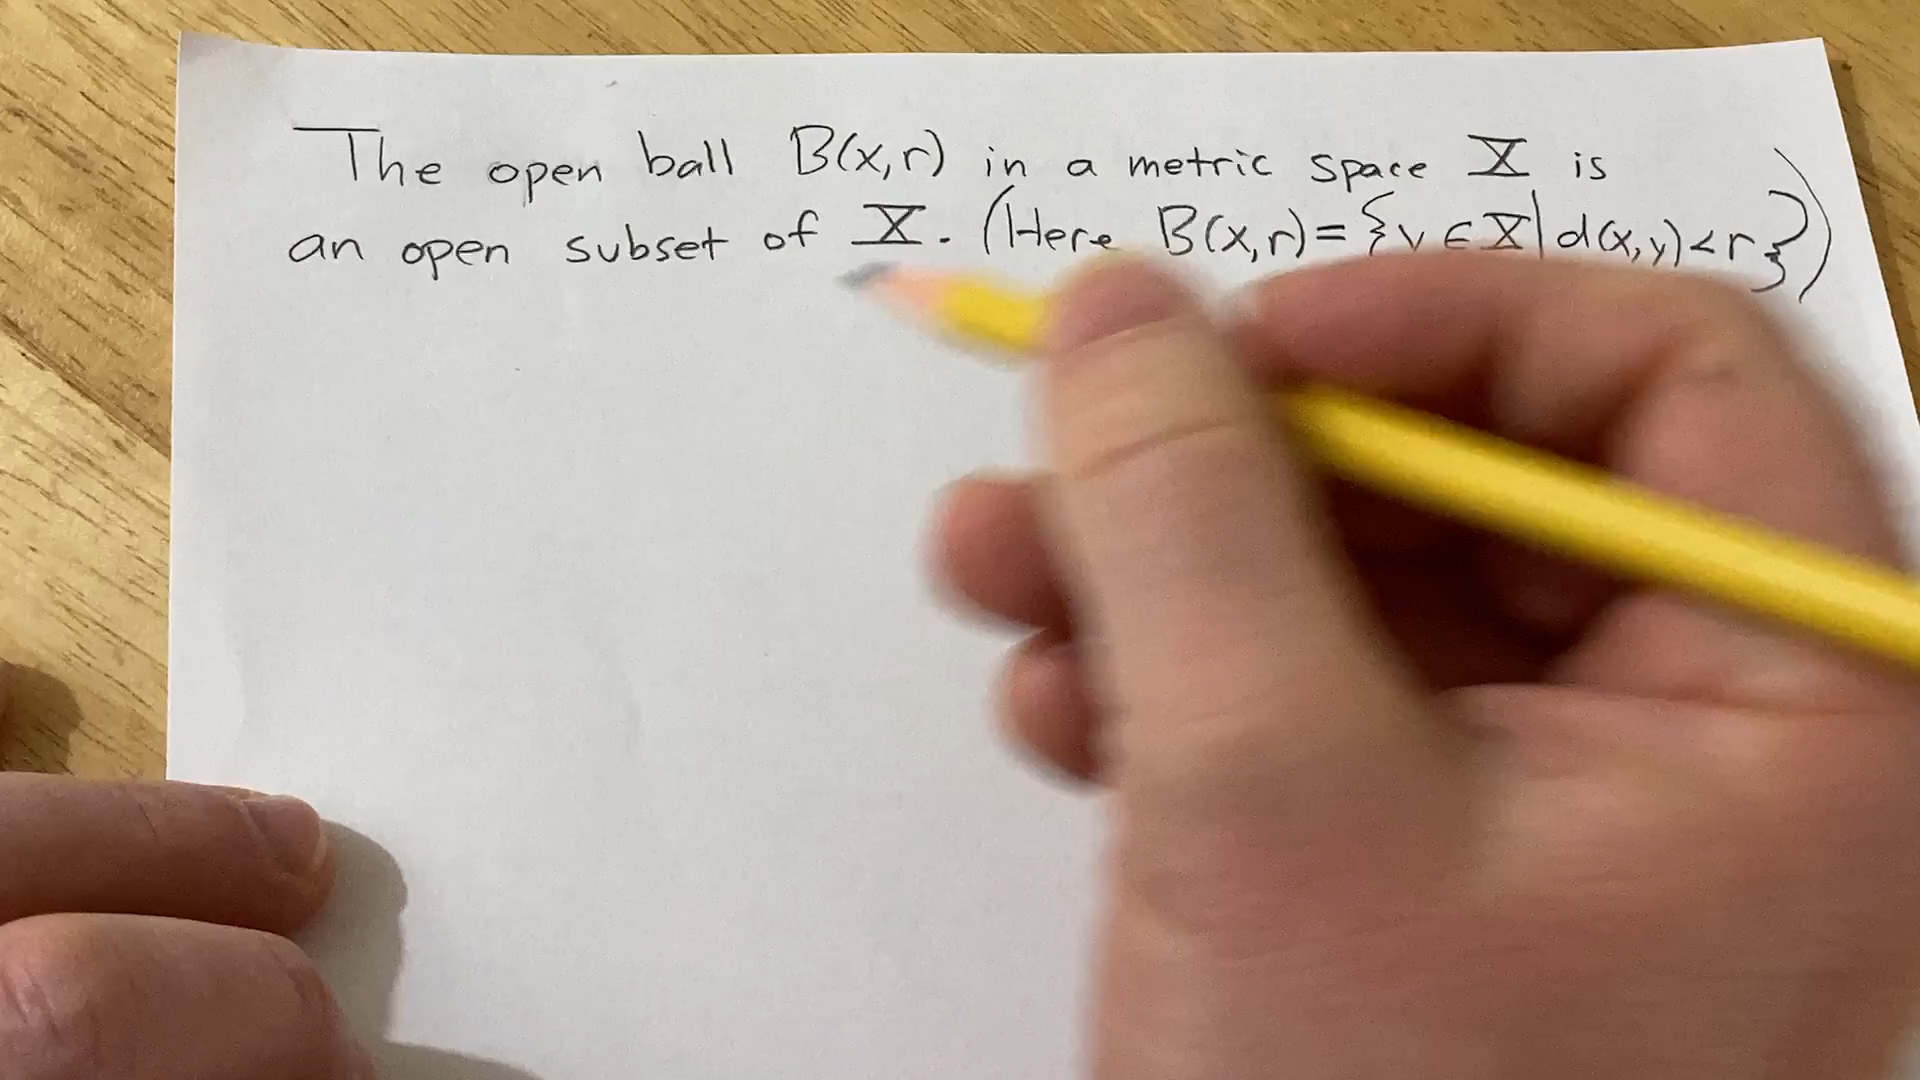 The open ball B(x,r) in a metric space X is
an open subset of X. (Here B(x,r)={y∈X|d(x,y)<r})